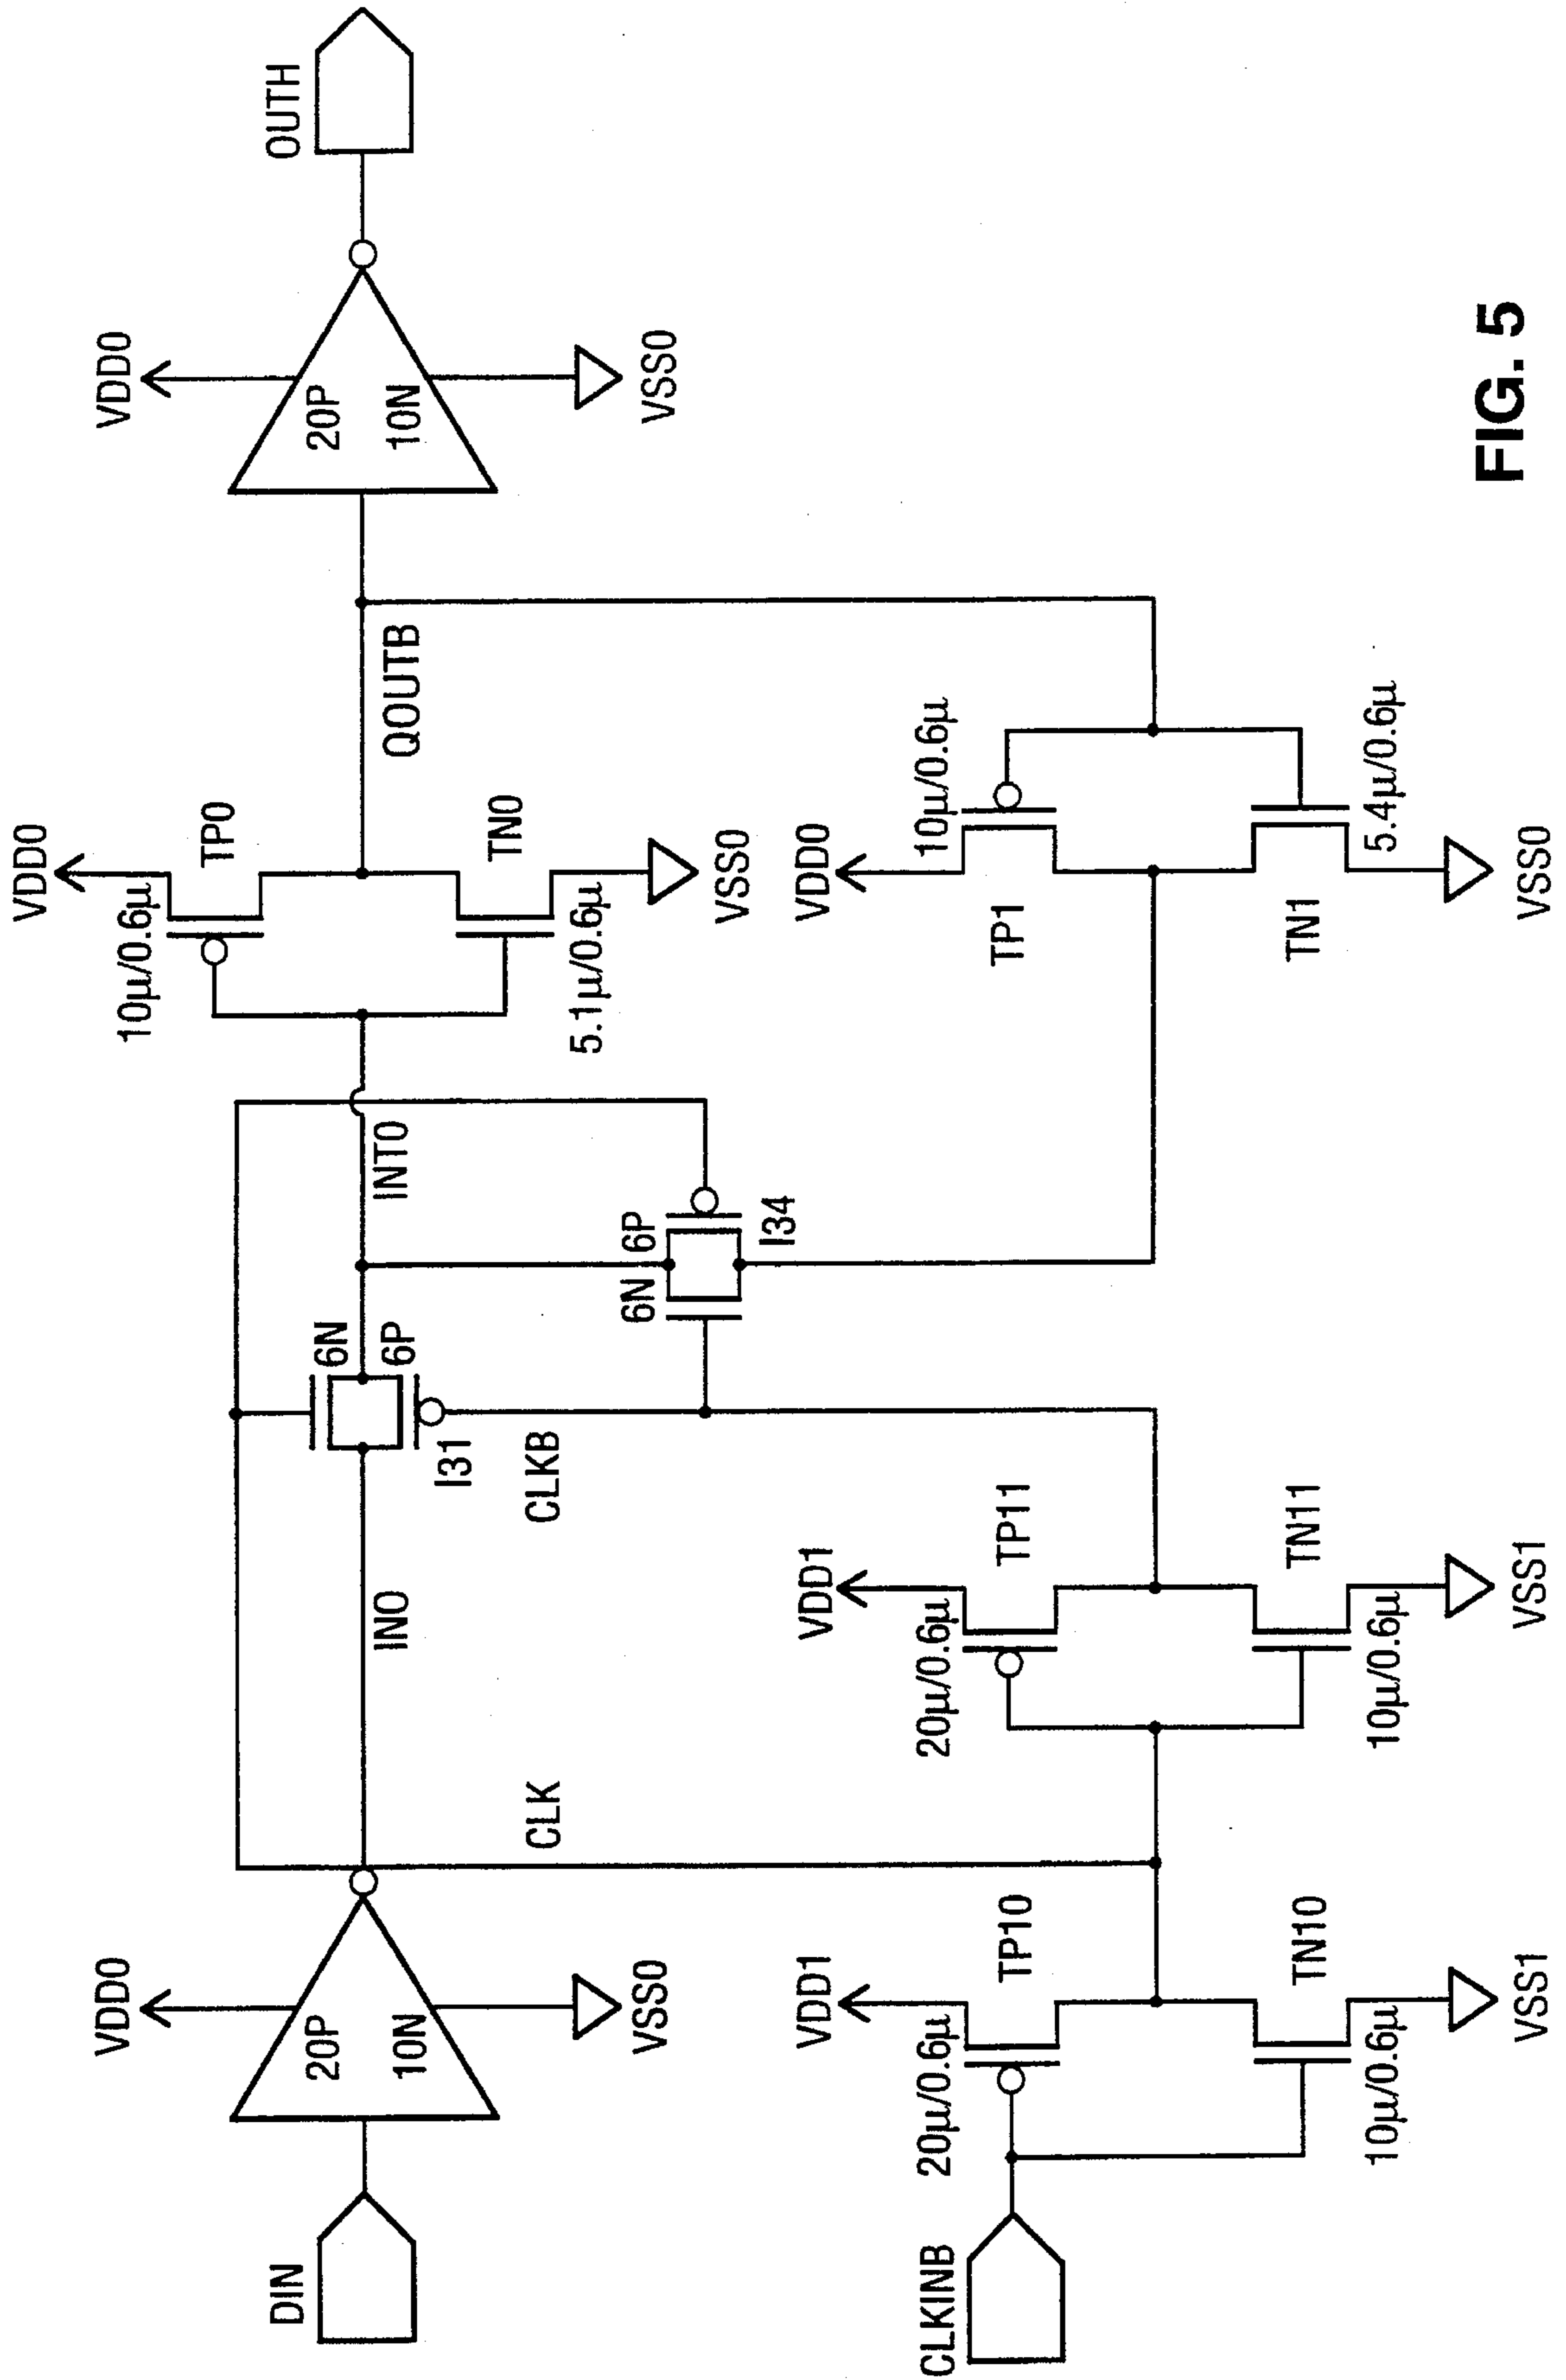 VDD0
20P
10N
VSS0
DIN
IN0
CLK
6N
6P
I31
CLKB
INT0
6N
6P
I34
VDD0
10μ/0.6μ
TP0
TN0
5.1μ/0.6μ
VSS0
QOUTB
VDD0
20P
10N
VSS0
OUTH
CLKINB
VDD1
20μ/0.6μ
TP10
TN10
10μ/0.6μ
VSS1
VDD1
20μ/0.6μ
TP11
TN11
10μ/0.6μ
VSS1
VDD0
10μ/0.6μ
TP1
TN1
5.4μ/0.6μ
VSS0
FIG. 5